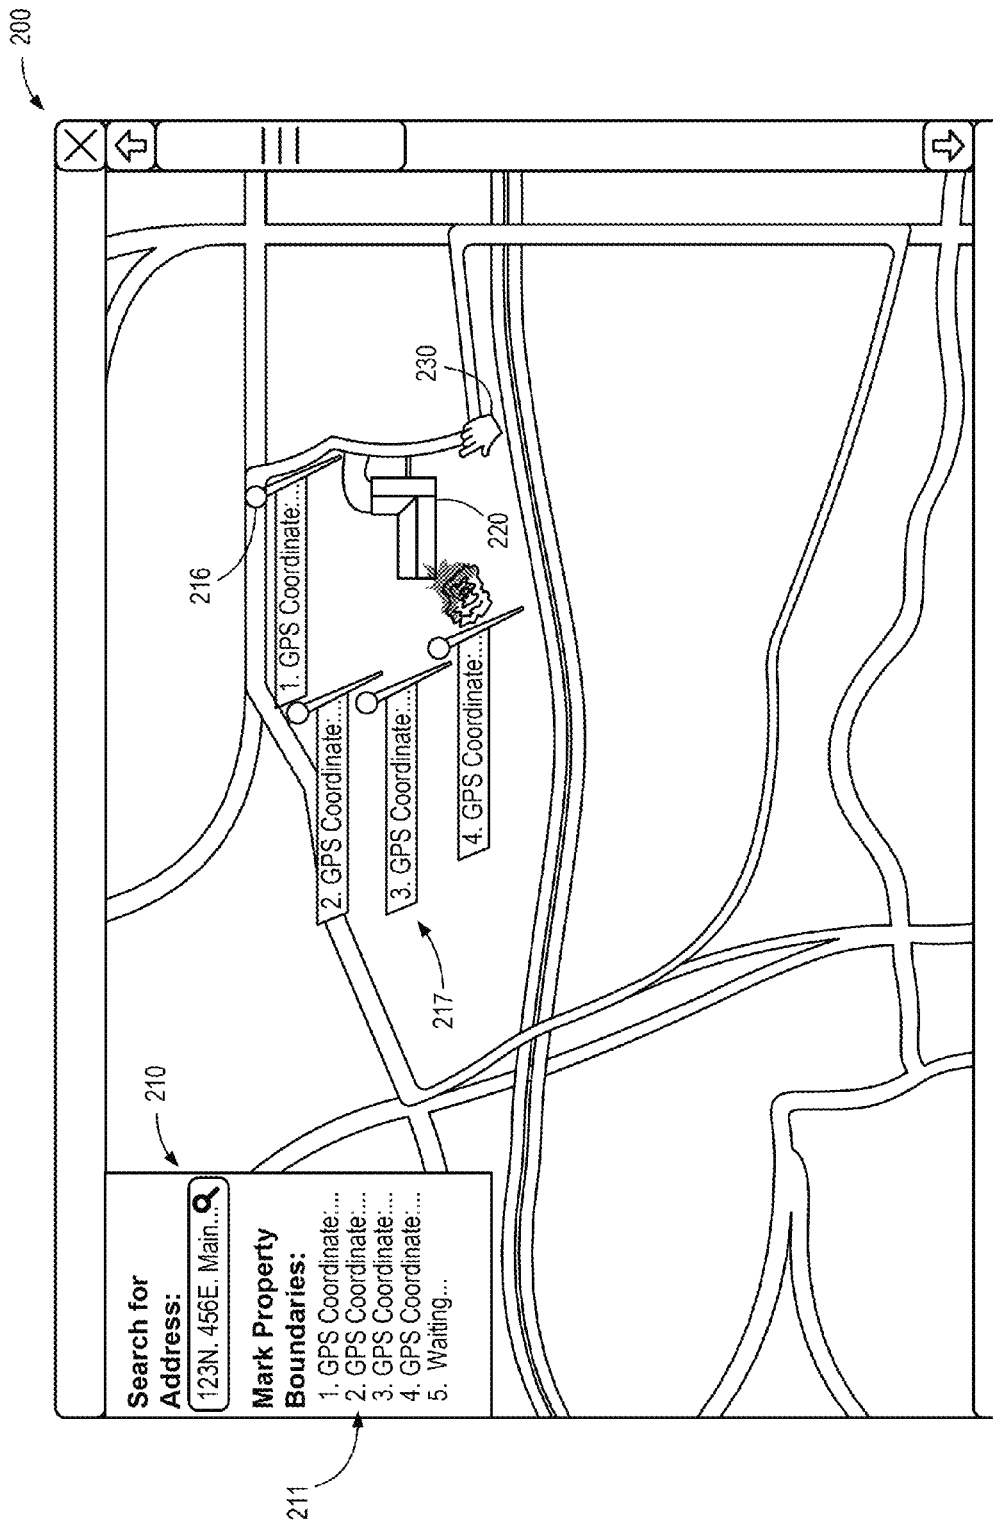 200
210
Search for
Address:
123N. 456E. Main...
Mark Property
Boundaries:
1. GPS Coordinate:...
2. GPS Coordinate:...
3. GPS Coordinate:...
4. GPS Coordinate:...
5. Waiting...
211
216
1. GPS Coordinate:...
2. GPS Coordinate:...
3. GPS Coordinate:...
4. GPS Coordinate:...
217
220
230